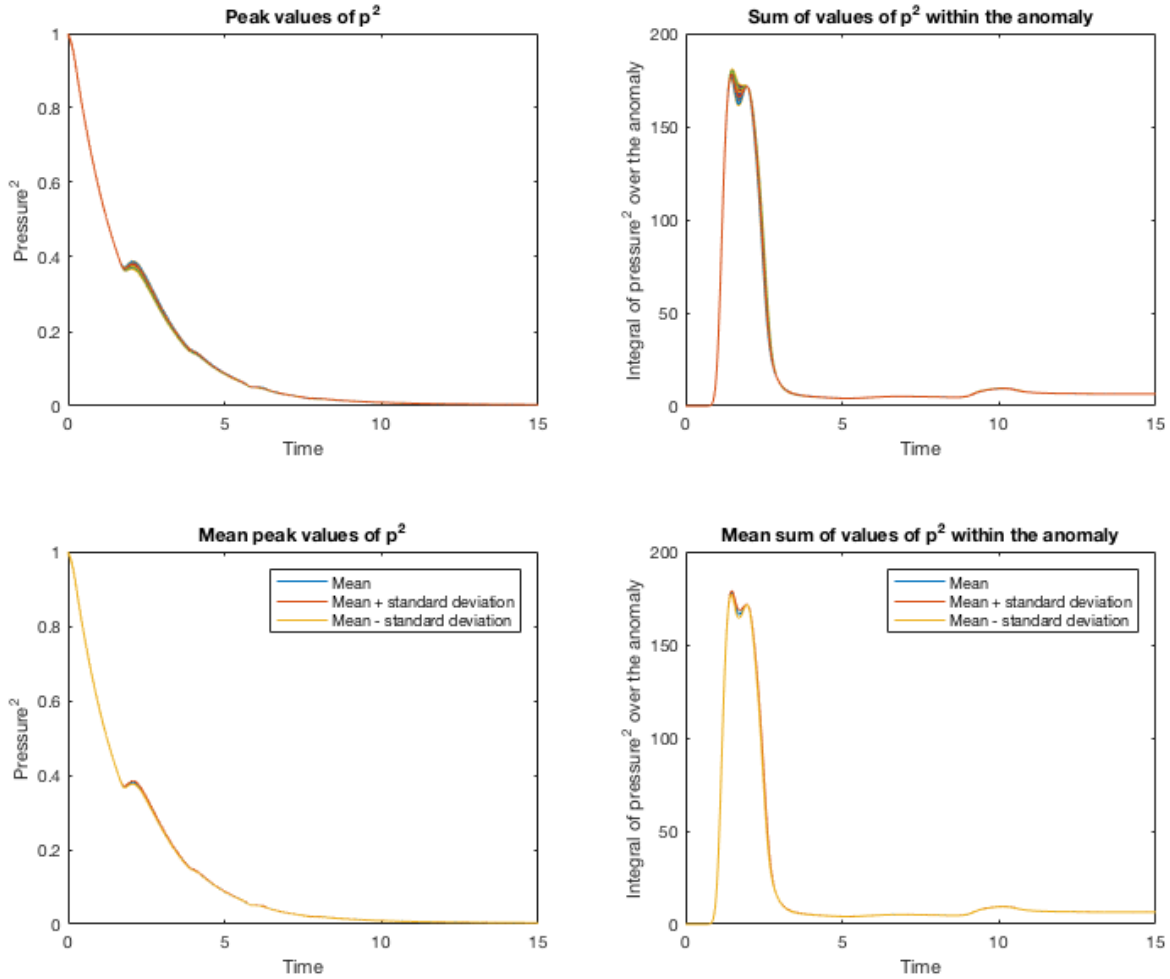 Peak values of p²
Pressure²
1
0.8
0.6
0.4
0.2
0
0
5
10
15
Time
Sum of values of p² within the anomaly
Integral of pressure² over the anomaly
200
150
100
50
0
0
5
10
15
Time
Mean peak values of p²
Pressure²
1
0.8
0.6
0.4
0.2
0
Mean
Mean + standard deviation
Mean - standard deviation
0
5
10
15
Time
Mean sum of values of p² within the anomaly
Integral of pressure² over the anomaly
200
150
100
50
0
Mean
Mean + standard deviation
Mean - standard deviation
0
5
10
15
Time